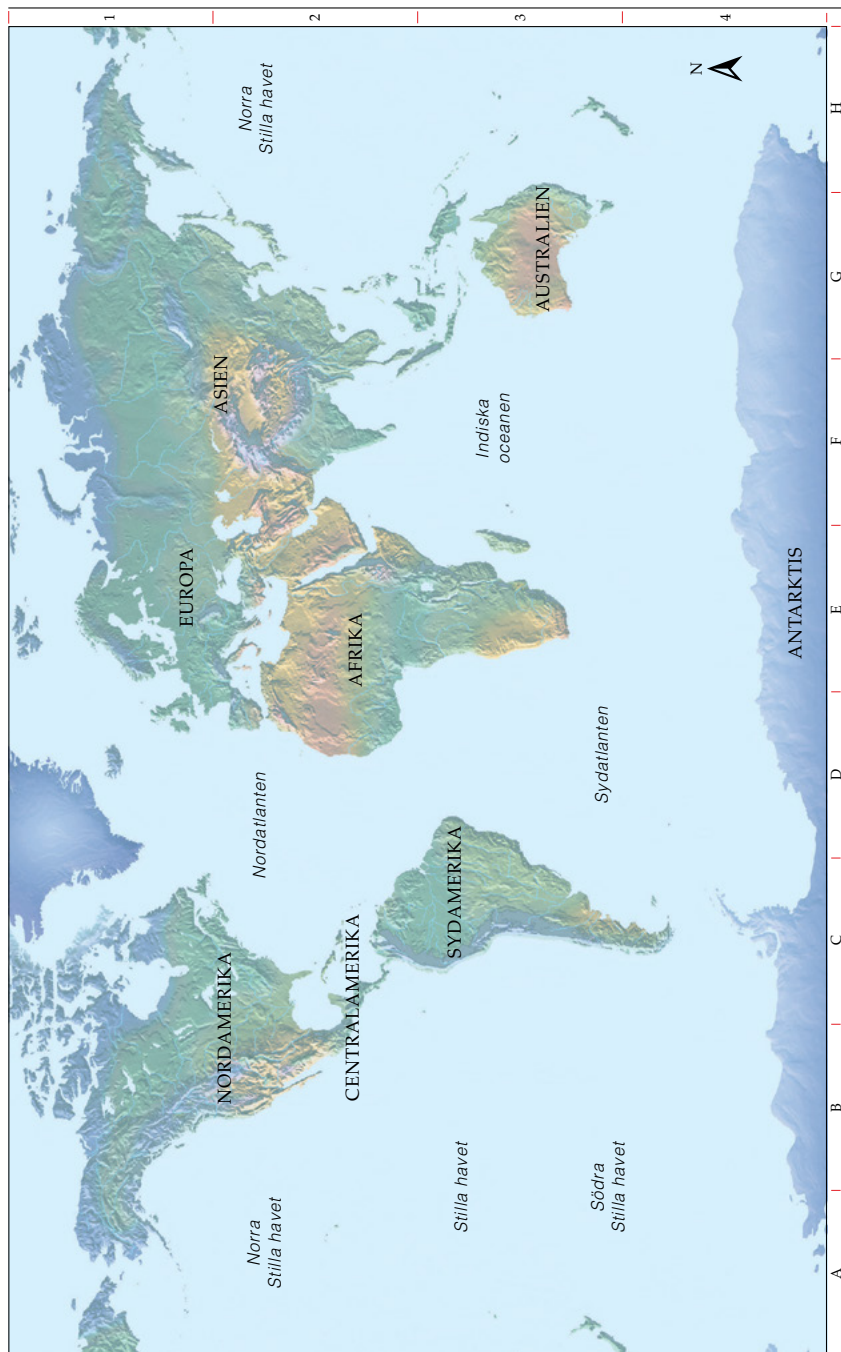 1
2
3
4
A
B
C
D
E
F
G
H
N
Norra
Stilla havet
NORDAMERIKA
Nordatlanten
CENTRALAMERIKA
Stilla havet
SYDAMERIKA
Södra
Stilla havet
Sydatlanten
EUROPA
AFRIKA
ASIEN
Indiska
oceanen
AUSTRALIEN
Norra
Stilla havet
ANTARKTIS